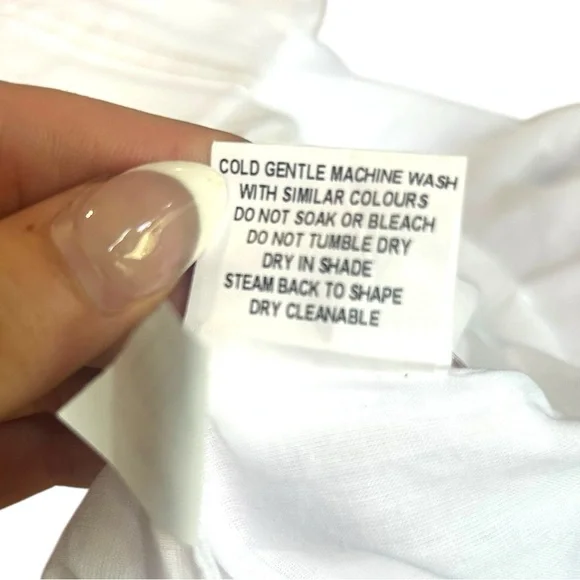 COLD GENTLE MACHINE WASH
WITH SIMILAR COLOURS
DO NOT SOAK OR BLEACH
DO NOT TUMBLE DRY
DRY IN SHADE
STEAM BACK TO SHAPE
DRY CLEANABLE